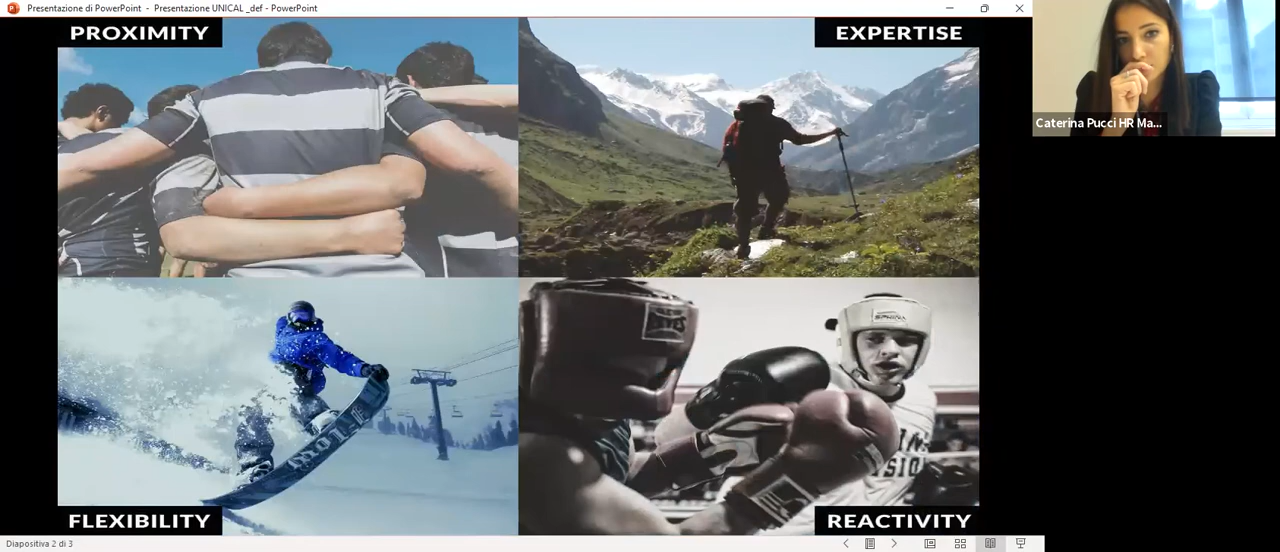 Presentazione di PowerPoint - Presentazione UNICAL _def - PowerPoint
PROXIMITY
EXPERTISE
Caterina Pucci HR Ma...
FLEXIBILITY
REACTIVITY
Diapositiva 2 di 3